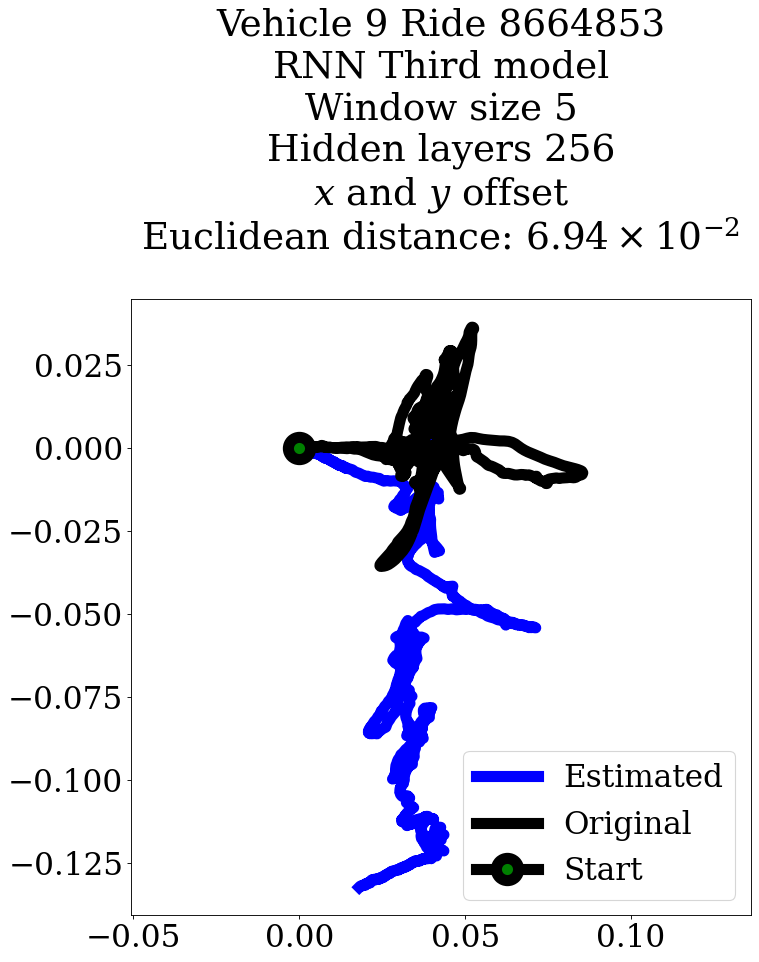 Vehicle 9 Ride 8664853
RNN Third model
Window size 5
Hidden layers 256
x and y offset
Euclidean distance: 6.94 × 10⁻²
0.025
0.000
−0.025
−0.050
−0.075
−0.100
−0.125
Estimated
Original
Start
−0.05 0.00 0.05 0.10